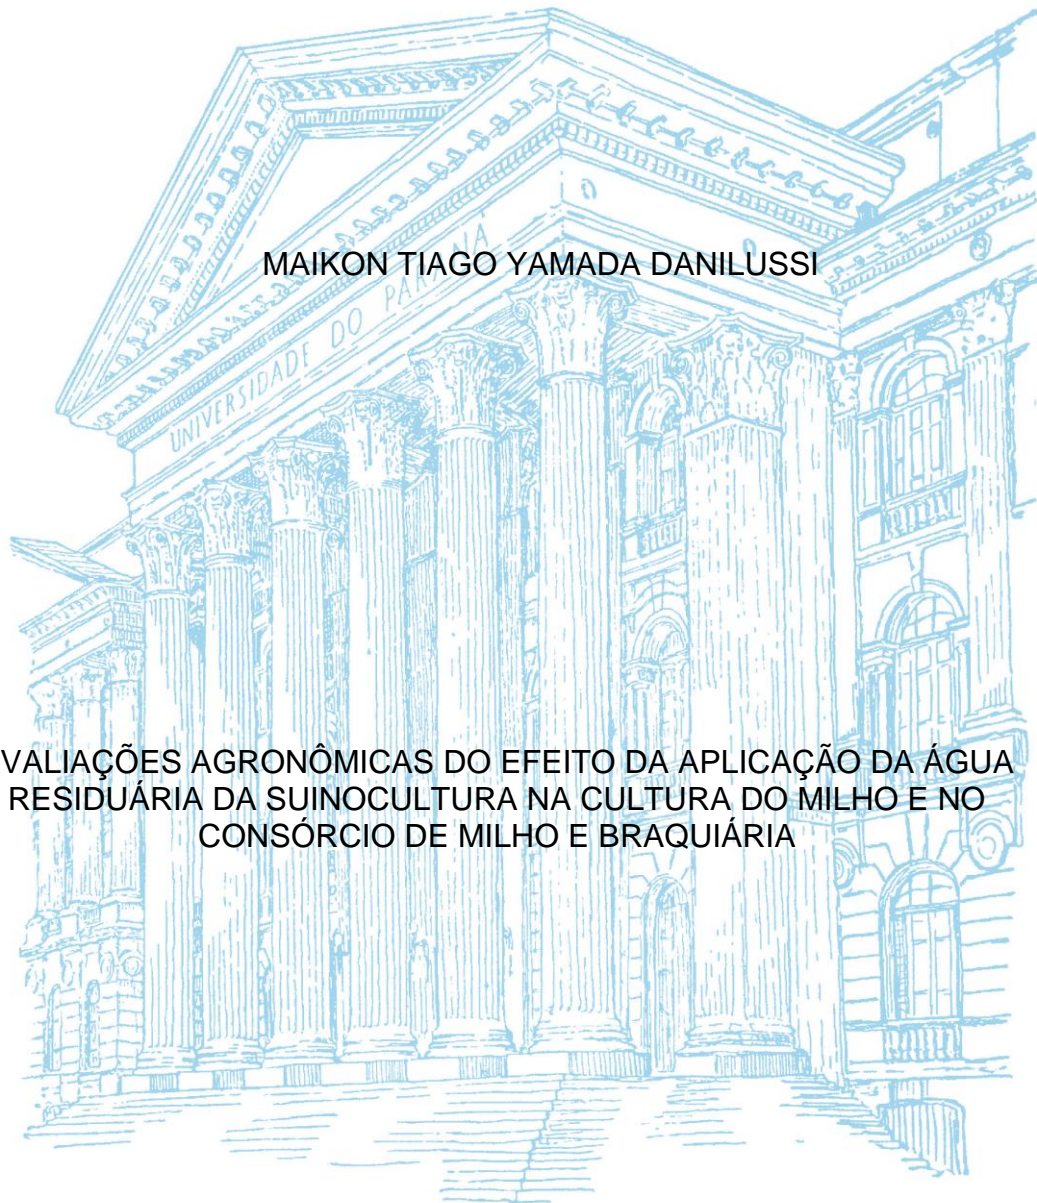 MAIKON TIAGO YAMADA DANILUSSI
UNIVERSIDADE DO PARANÁ
VALIAÇÕES AGRONÔMICAS DO EFEITO DA APLICAÇÃO DA ÁGUA
RESIDUÁRIA DA SUINOCULTURA NA CULTURA DO MILHO E NO
CONSÓRCIO DE MILHO E BRAQUIÁRIA